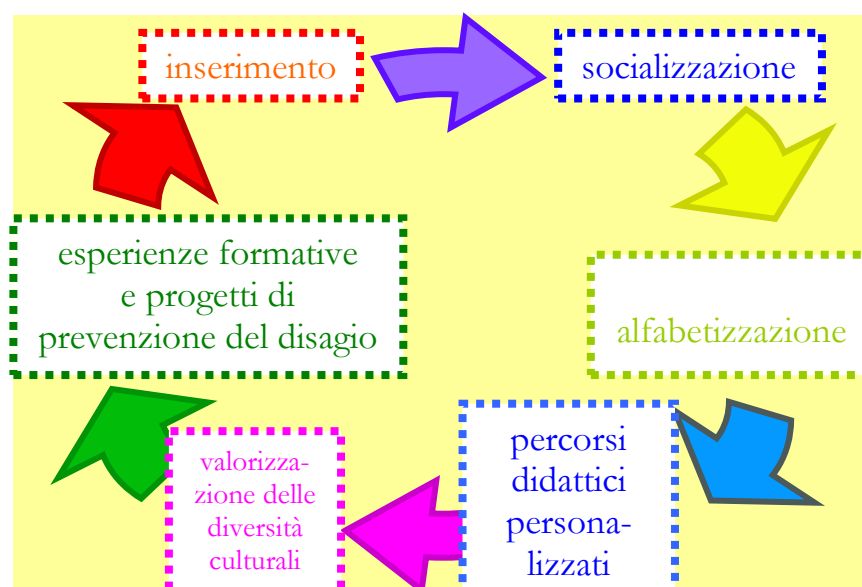 inserimento
socializzazione
alfabetizzazione
percorsi
didattici
persona-
lizzati
valorizza-
zione delle
diversità
culturali
esperienze formative
e progetti di
prevenzione del disagio